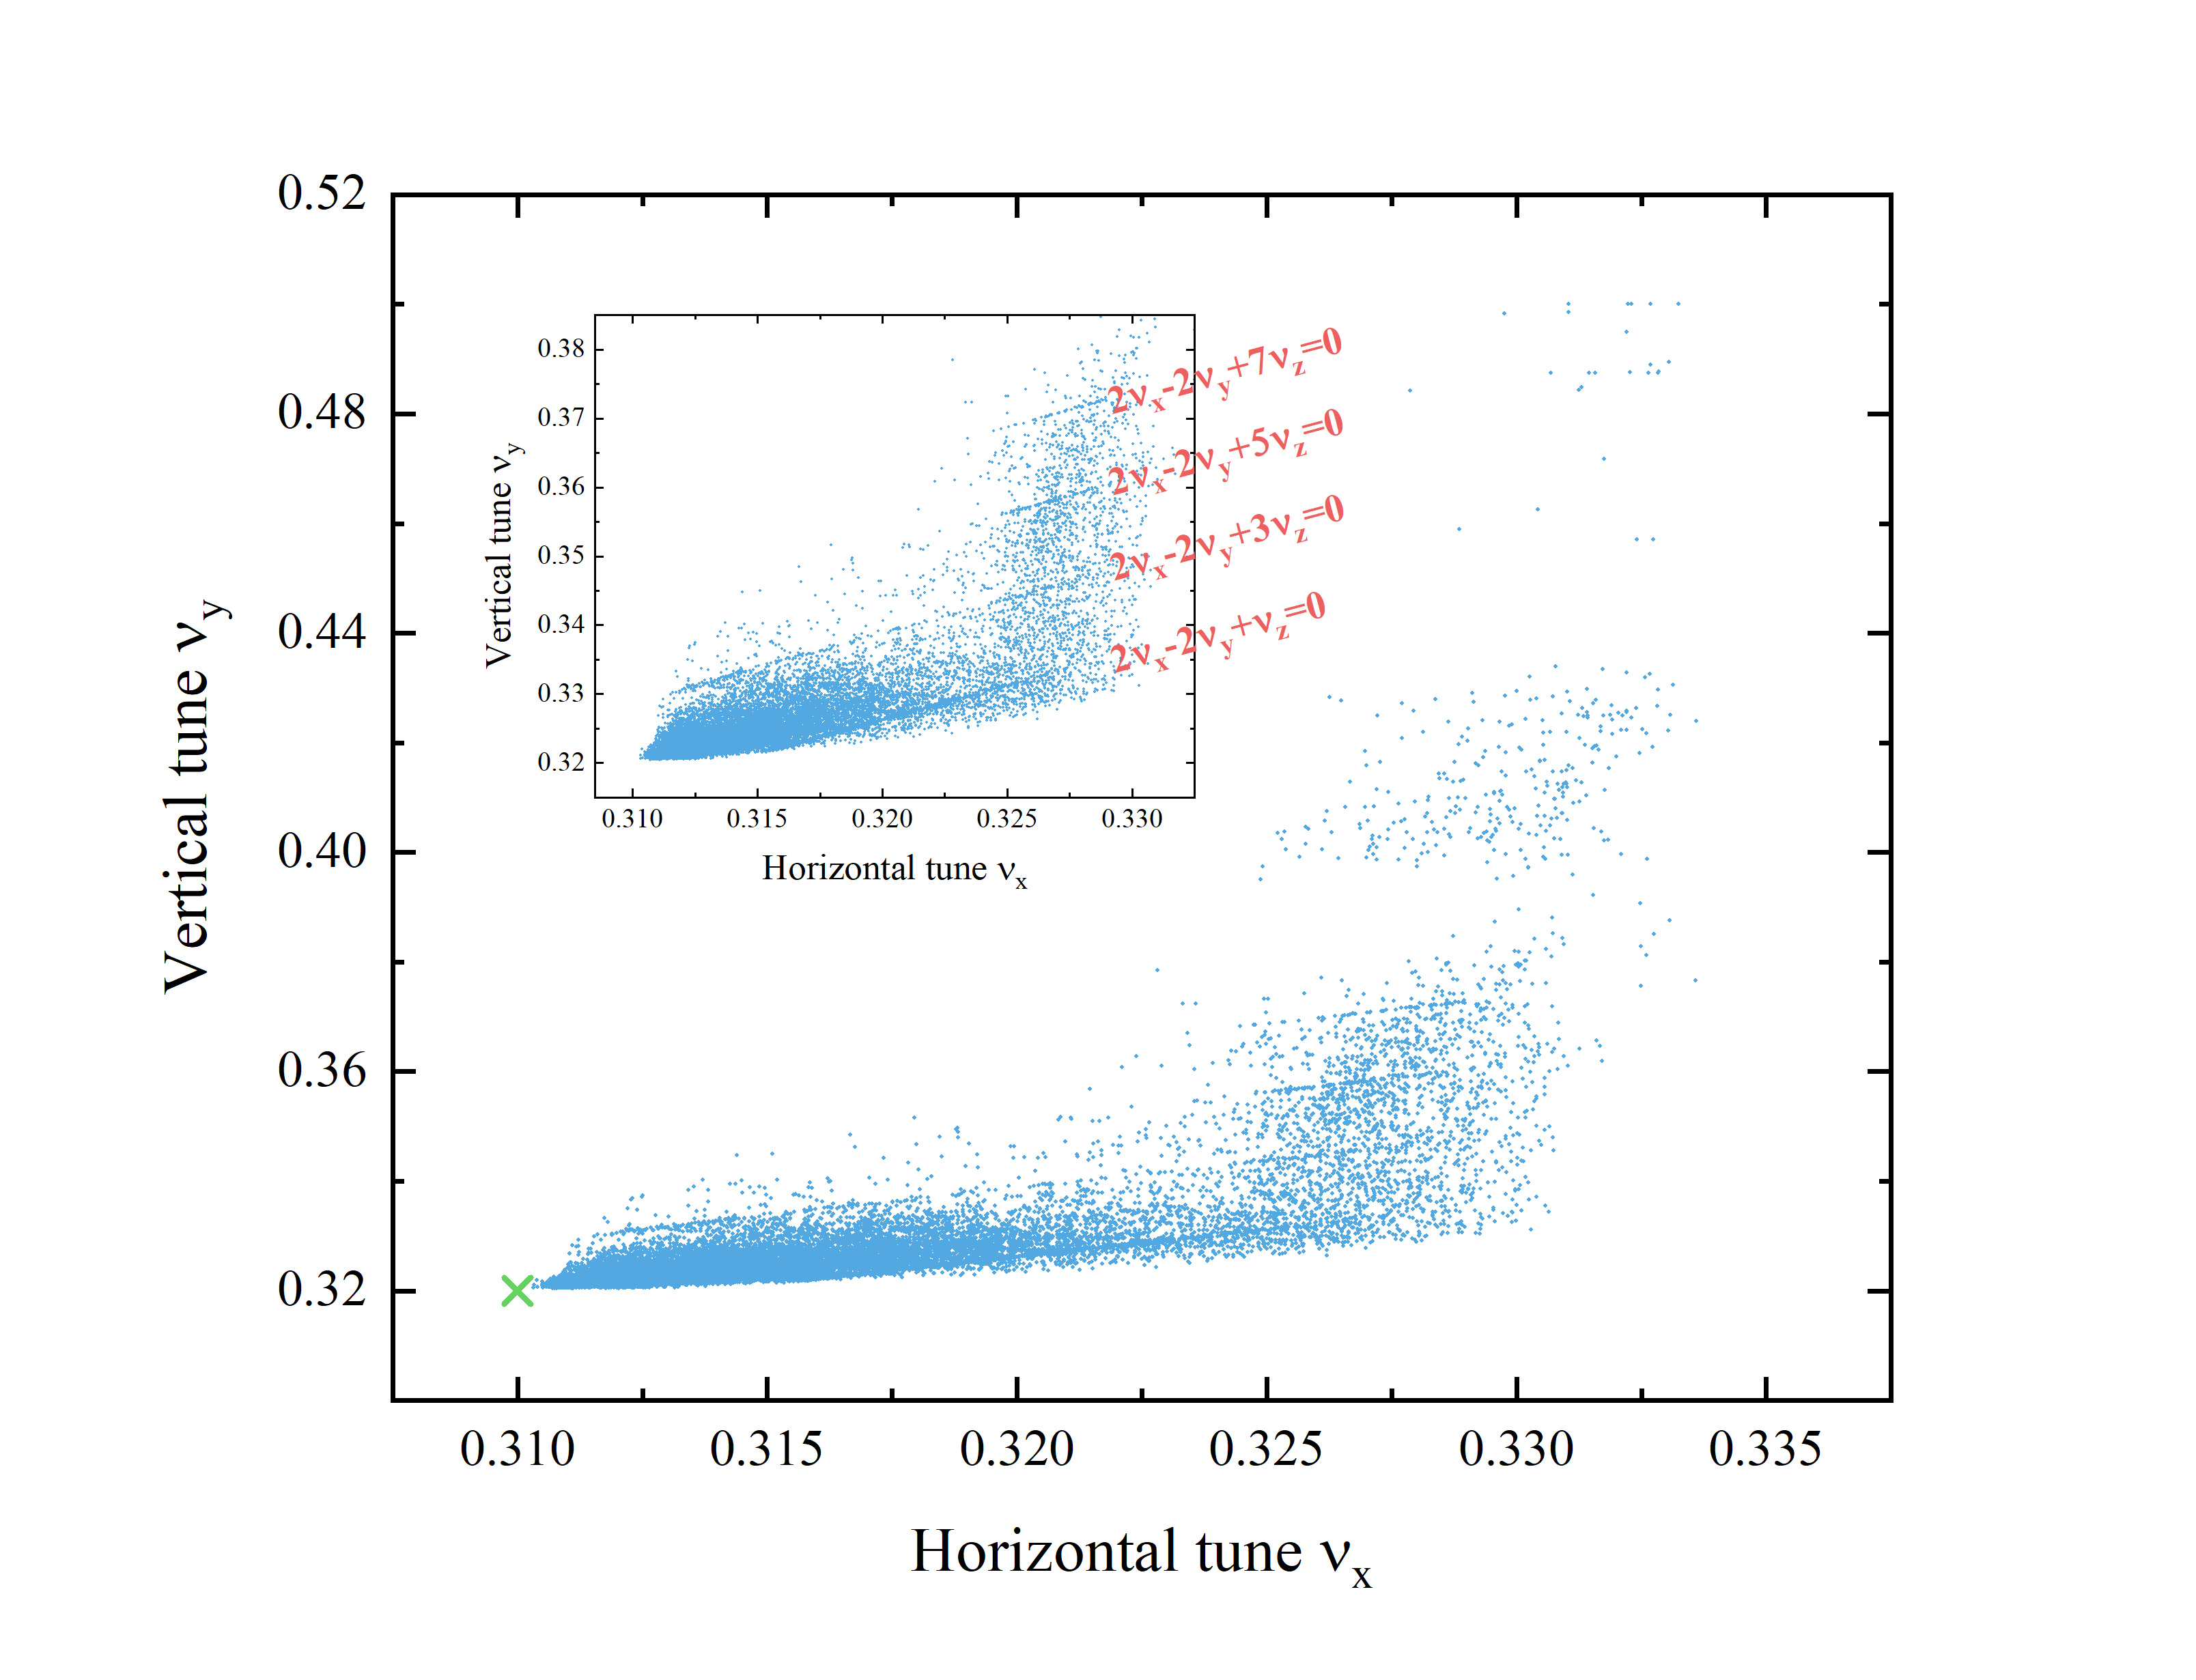 0.52
0.48
0.44
0.40
0.36
0.32
Vertical tune νy
0.310 0.315 0.320 0.325 0.330 0.335
Horizontal tune νx
0.38
0.37
0.36
0.35
0.34
0.33
0.32
Vertical tune νy
0.310 0.315 0.320 0.325 0.330
Horizontal tune νx
2νx-2νy+7νz=0
2νx-2νy+5νz=0
2νx-2νy+3νz=0
2νx-2νy+νz=0